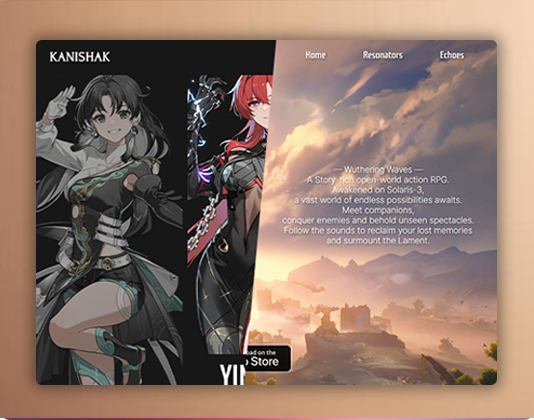 KANISHAK
Home Resonators Echoes
— Wuthering Waves —
A Story-rich open-world action RPG.
Awakened on Solaris-3,
a vast world of endless possibilities awaits.
Meet companions,
conquer enemies and behold unseen spectacles.
Follow the sounds to reclaim your lost memories
and surmount the Lament.
oad on the
Store
YIN